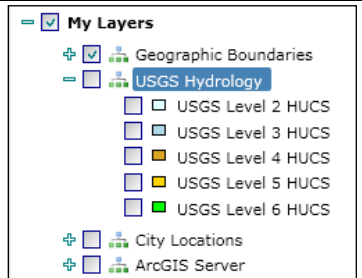 My Layers
Geographic Boundaries
USGS Hydrology
USGS Level 2 HUCS
USGS Level 3 HUCS
USGS Level 4 HUCS
USGS Level 5 HUCS
USGS Level 6 HUCS
City Locations
ArcGIS Server